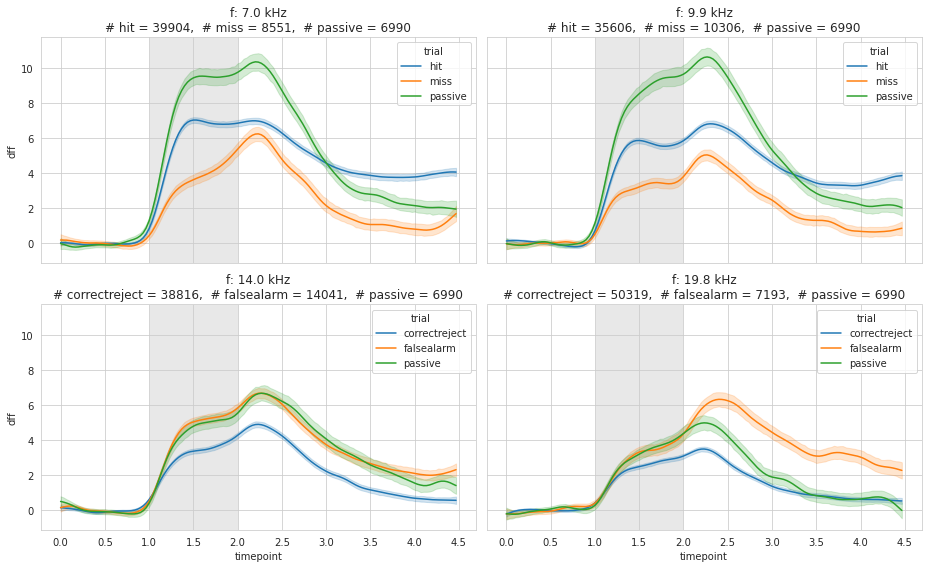 f: 7.0 kHz
# hit = 39904,  # miss = 8551,  # passive = 6990
trial
hit
miss
passive
10
8
6
4
2
0
dff
f: 9.9 kHz
# hit = 35606,  # miss = 10306,  # passive = 6990
trial
hit
miss
passive
f: 14.0 kHz
# correctreject = 38816,  # falsealarm = 14041,  # passive = 6990
trial
correctreject
falsealarm
passive
10
8
6
4
2
0
dff
0.0 0.5 1.0 1.5 2.0 2.5 3.0 3.5 4.0 4.5
timepoint
f: 19.8 kHz
# correctreject = 50319,  # falsealarm = 7193,  # passive = 6990
trial
correctreject
falsealarm
passive
0.0 0.5 1.0 1.5 2.0 2.5 3.0 3.5 4.0 4.5
timepoint